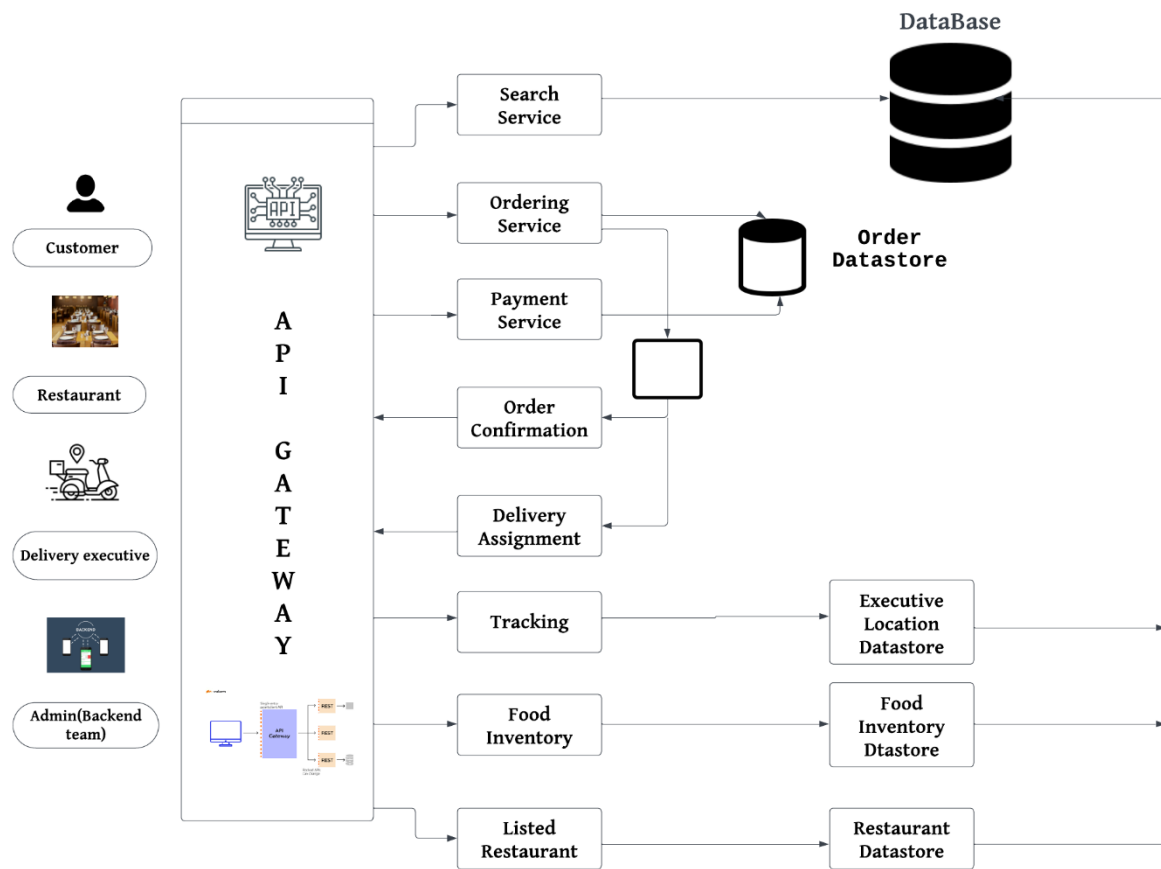 DataBase
Search
Service
Ordering
Service
Order
Datastore
Payment
Service
Order
Confirmation
Delivery
Assignment
Tracking
Executive
Location
Datastore
Food
Inventory
Food
Inventory
Dtastore
Listed
Restaurant
Restaurant
Datastore
Customer
Restaurant
Delivery executive
BACKEND
Admin(Backend
team)
API
A
P
I
G
A
T
E
W
A
Y
API
Gateway
REST
REST
REST